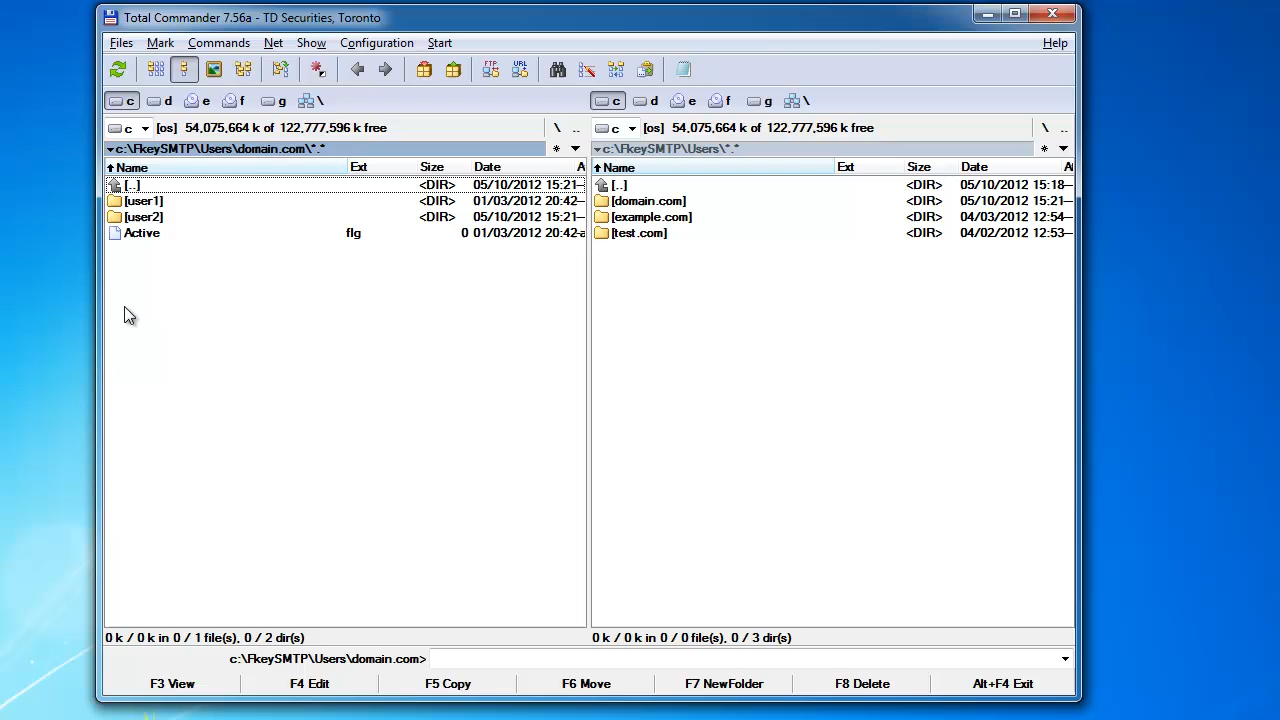 Total Commander 7.56a - TD Securities, Toronto
Files Mark Commands Net Show Configuration Start Help
FTP URL
c d e f g \ c d e f g \
c [os] 54,075,664 k of 122,777,596 k free \ .. c [os] 54,075,664 k of 122,777,596 k free \ ..
c:\FkeySMTP\Users\domain.com\*.* * c:\FkeySMTP\Users\*.* *
Name Ext Size Date A Name Ext Size Date A
[..] <DIR> 05/10/2012 15:21— [..] <DIR> 05/10/2012 15:18—
[user1] <DIR> 01/03/2012 20:42— [domain.com] <DIR> 05/10/2012 15:21—
[user2] <DIR> 05/10/2012 15:21— [example.com] <DIR> 04/03/2012 12:54—
Active flg 0 01/03/2012 20:42-a [test.com] <DIR> 04/02/2012 12:53—
0 k / 0 k in 0 / 1 file(s), 0 / 2 dir(s) 0 k / 0 k in 0 / 0 file(s), 0 / 3 dir(s)
c:\FkeySMTP\Users\domain.com>
F3 View F4 Edit F5 Copy F6 Move F7 NewFolder F8 Delete Alt+F4 Exit